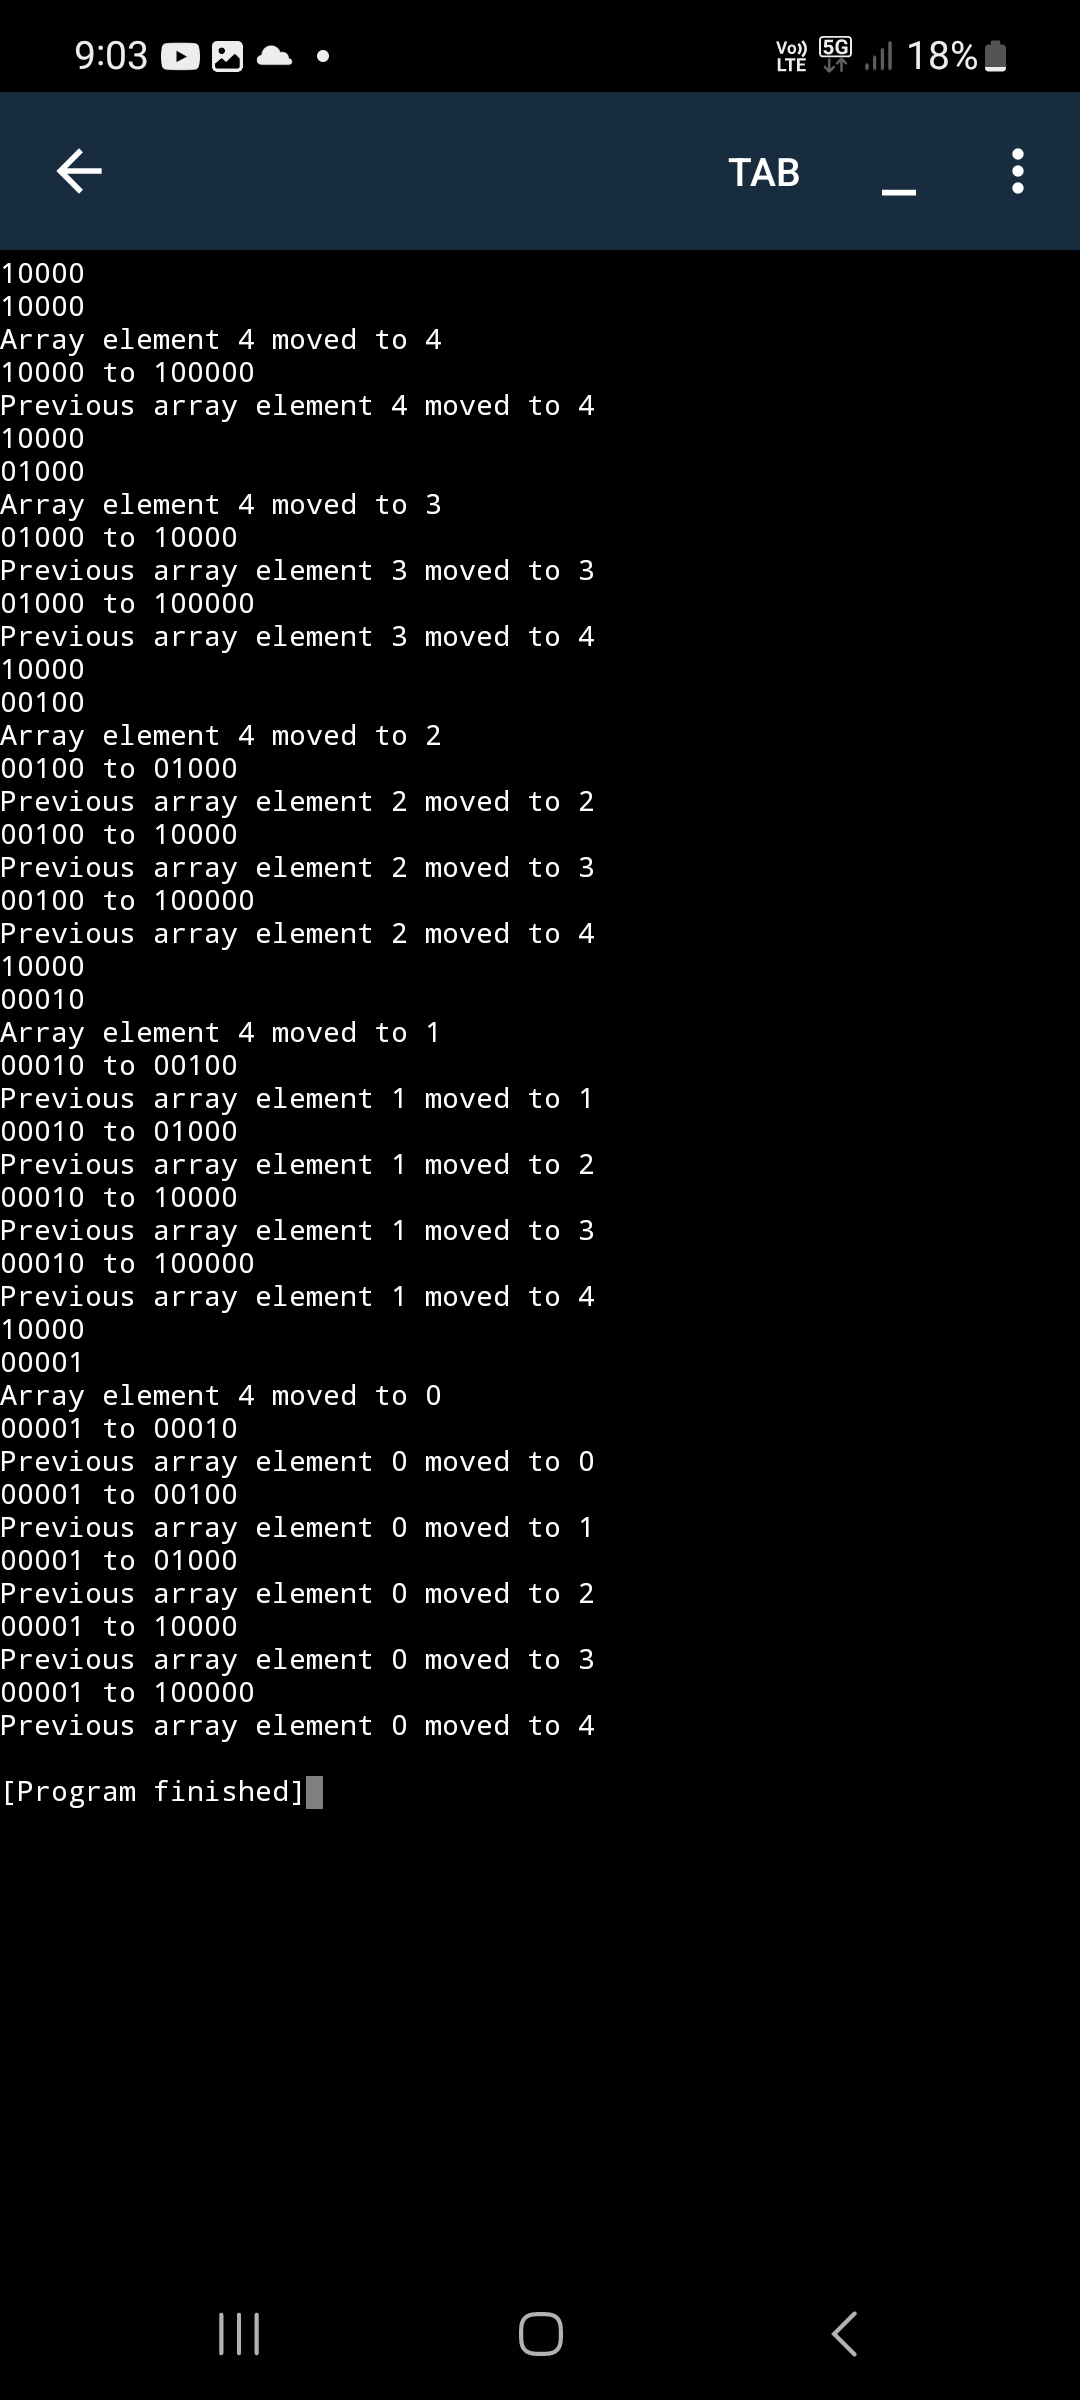 9:03 Vo)) LTE 5G 18%
TAB
10000
10000
Array element 4 moved to 4
10000 to 100000
Previous array element 4 moved to 4
10000
01000
Array element 4 moved to 3
01000 to 10000
Previous array element 3 moved to 3
01000 to 100000
Previous array element 3 moved to 4
10000
00100
Array element 4 moved to 2
00100 to 01000
Previous array element 2 moved to 2
00100 to 10000
Previous array element 2 moved to 3
00100 to 100000
Previous array element 2 moved to 4
10000
00010
Array element 4 moved to 1
00010 to 00100
Previous array element 1 moved to 1
00010 to 01000
Previous array element 1 moved to 2
00010 to 10000
Previous array element 1 moved to 3
00010 to 100000
Previous array element 1 moved to 4
10000
00001
Array element 4 moved to 0
00001 to 00010
Previous array element 0 moved to 0
00001 to 00100
Previous array element 0 moved to 1
00001 to 01000
Previous array element 0 moved to 2
00001 to 10000
Previous array element 0 moved to 3
00001 to 100000
Previous array element 0 moved to 4
[Program finished]